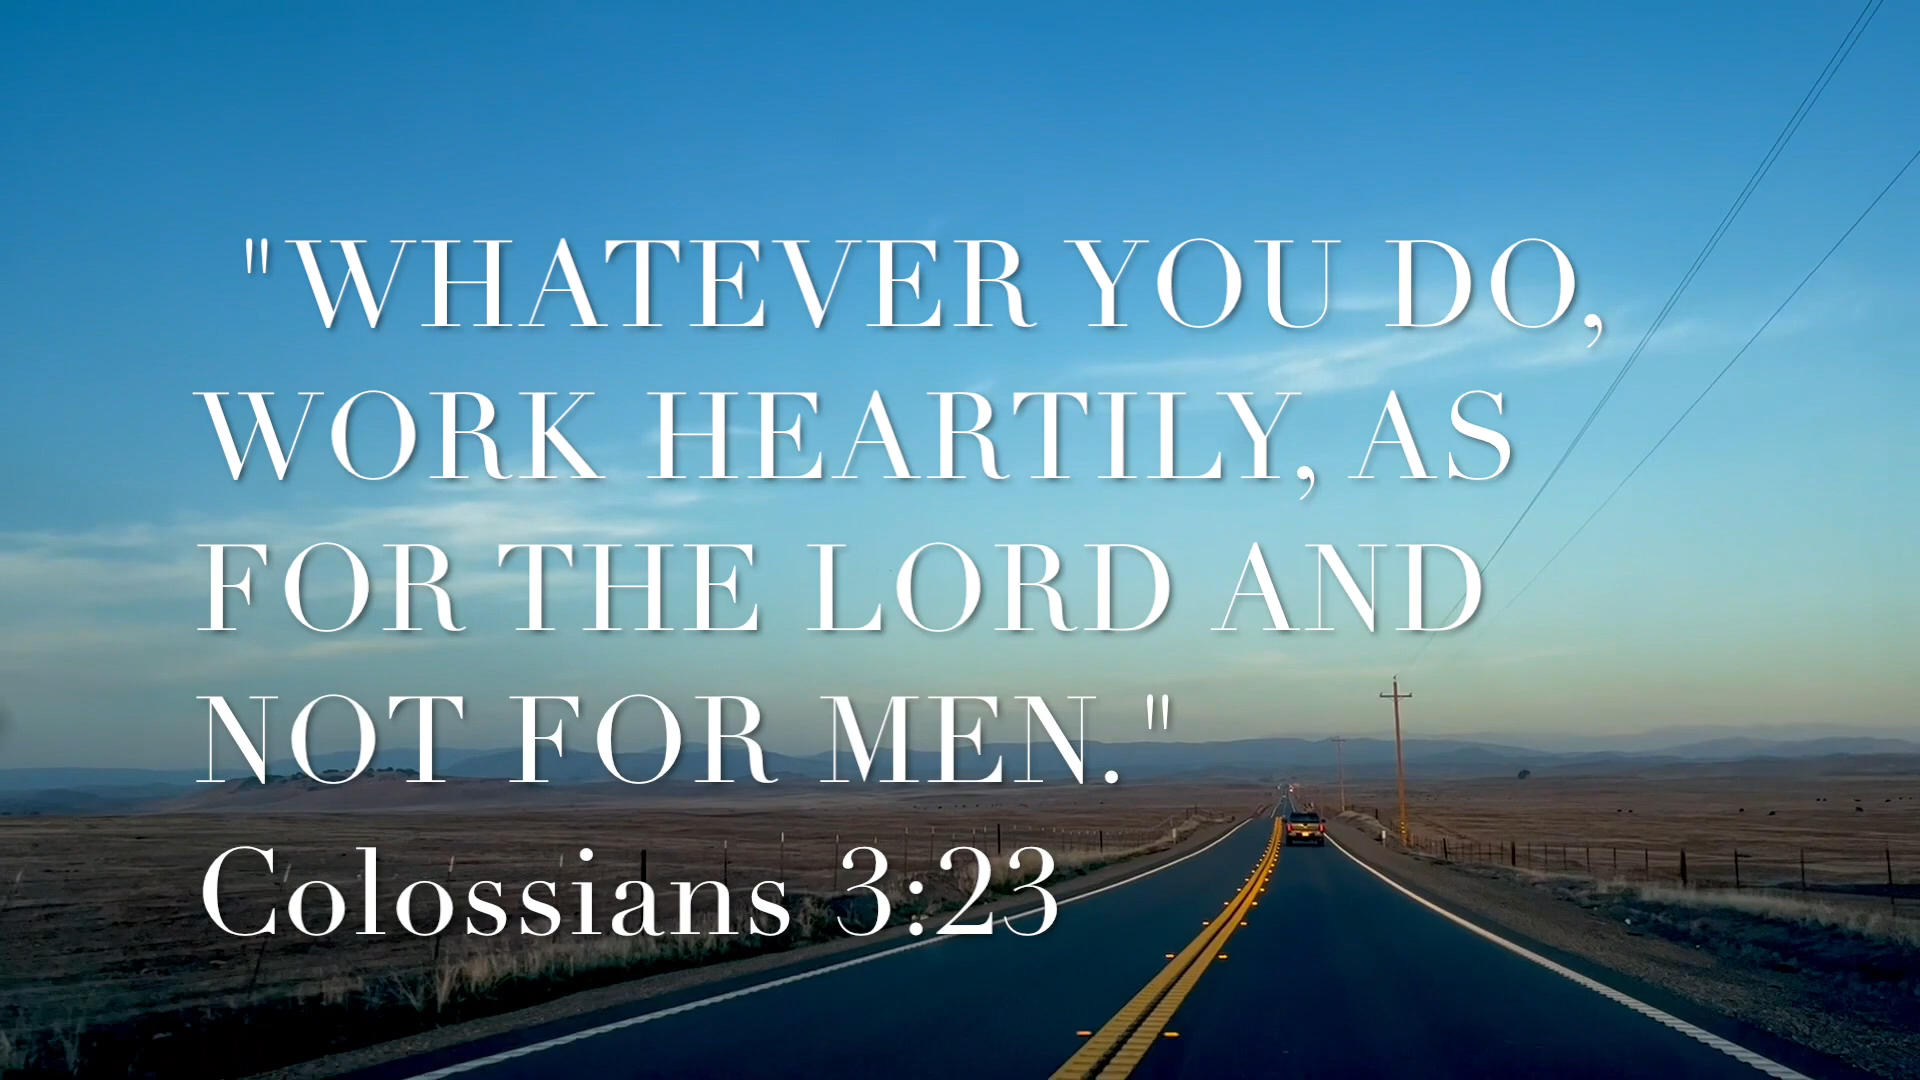 "WHATEVER YOU DO,
WORK HEARTILY, AS
FOR THE LORD AND
NOT FOR MEN."
Colossians 3:23